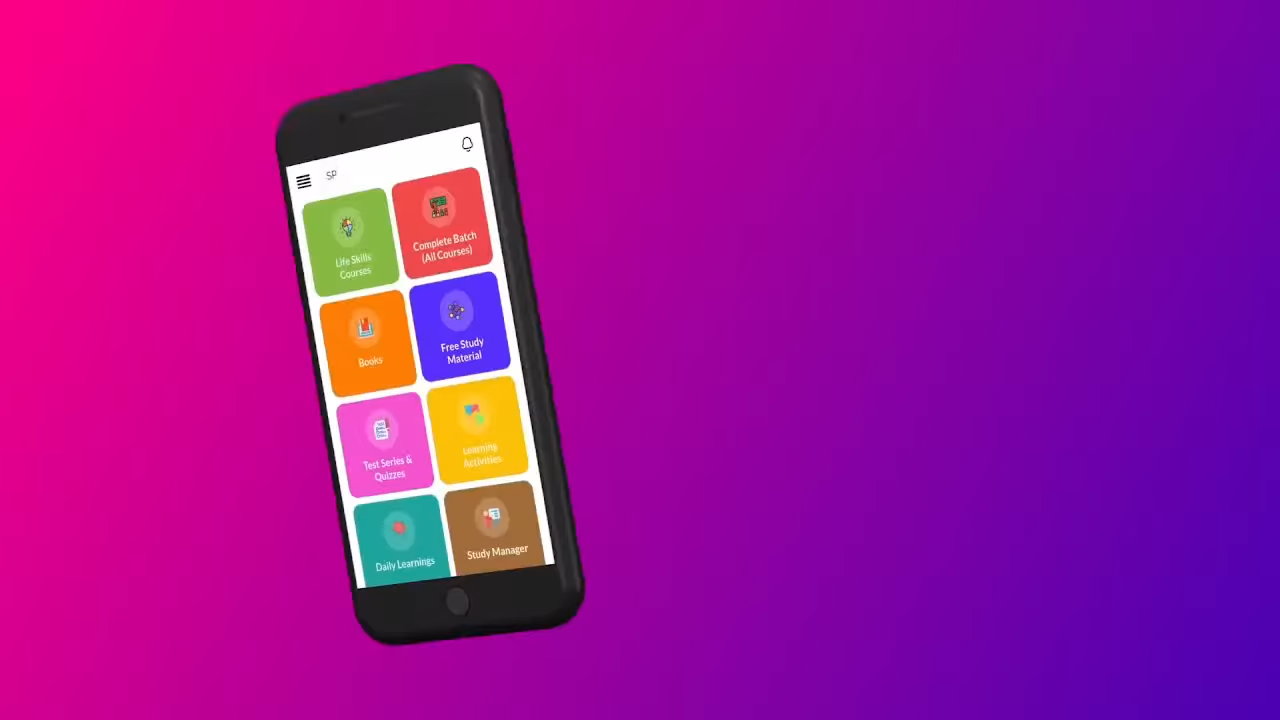 SP
Life Skills
Courses
Complete Batch
(All Courses)
Books
Free Study
Material
Test Series &
Quizzes
Learning
Activities
Daily Learnings
Study Manager